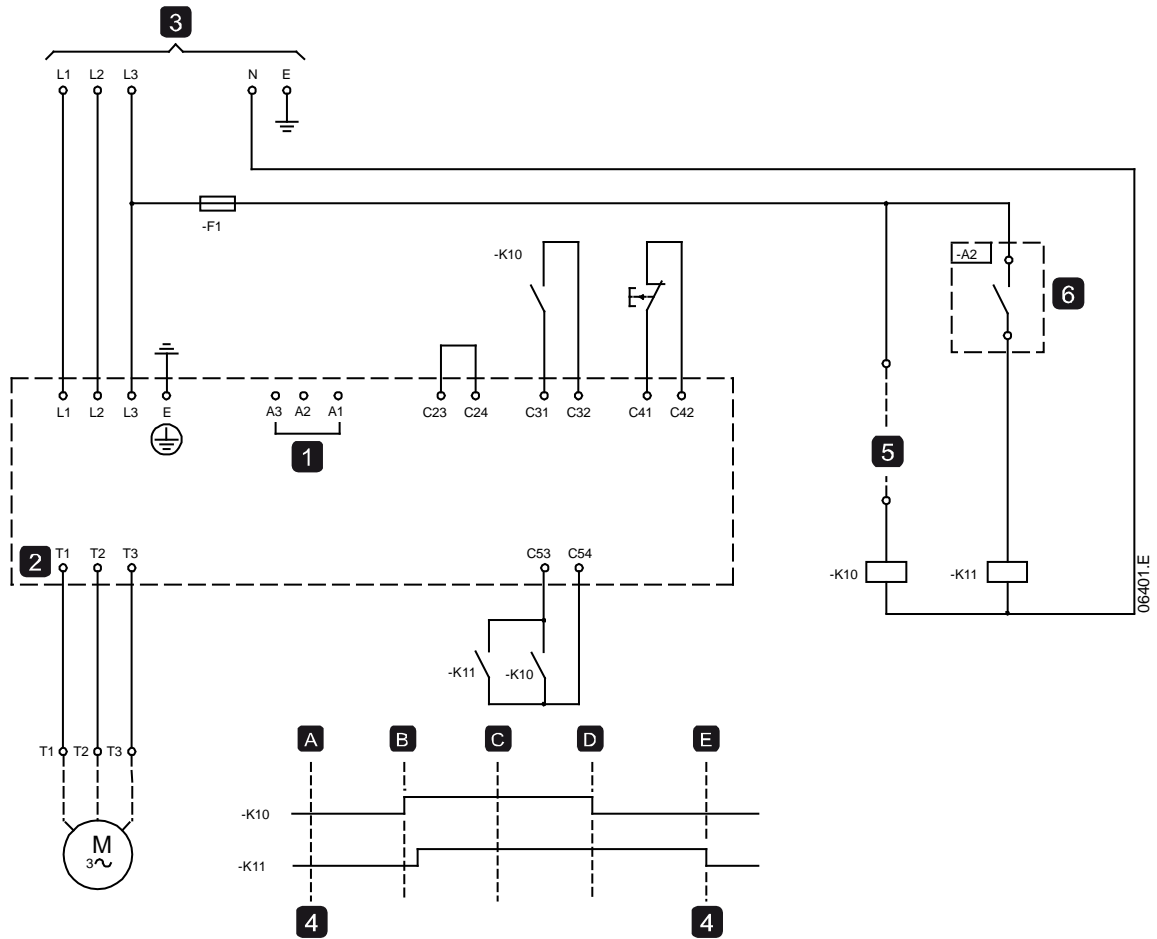 3
L1 L2 L3 N E
-F1
-K10
-A2
6
L1 L2 L3 E A3 A2 A1 C23 C24 C31 C32 C41 C42
1
5
2 T1 T2 T3 C53 C54
-K10 -K11
06401.E
-K11 -K10
T1 T2 T3
A B C D E
M
3
-K10
-K11
4 4